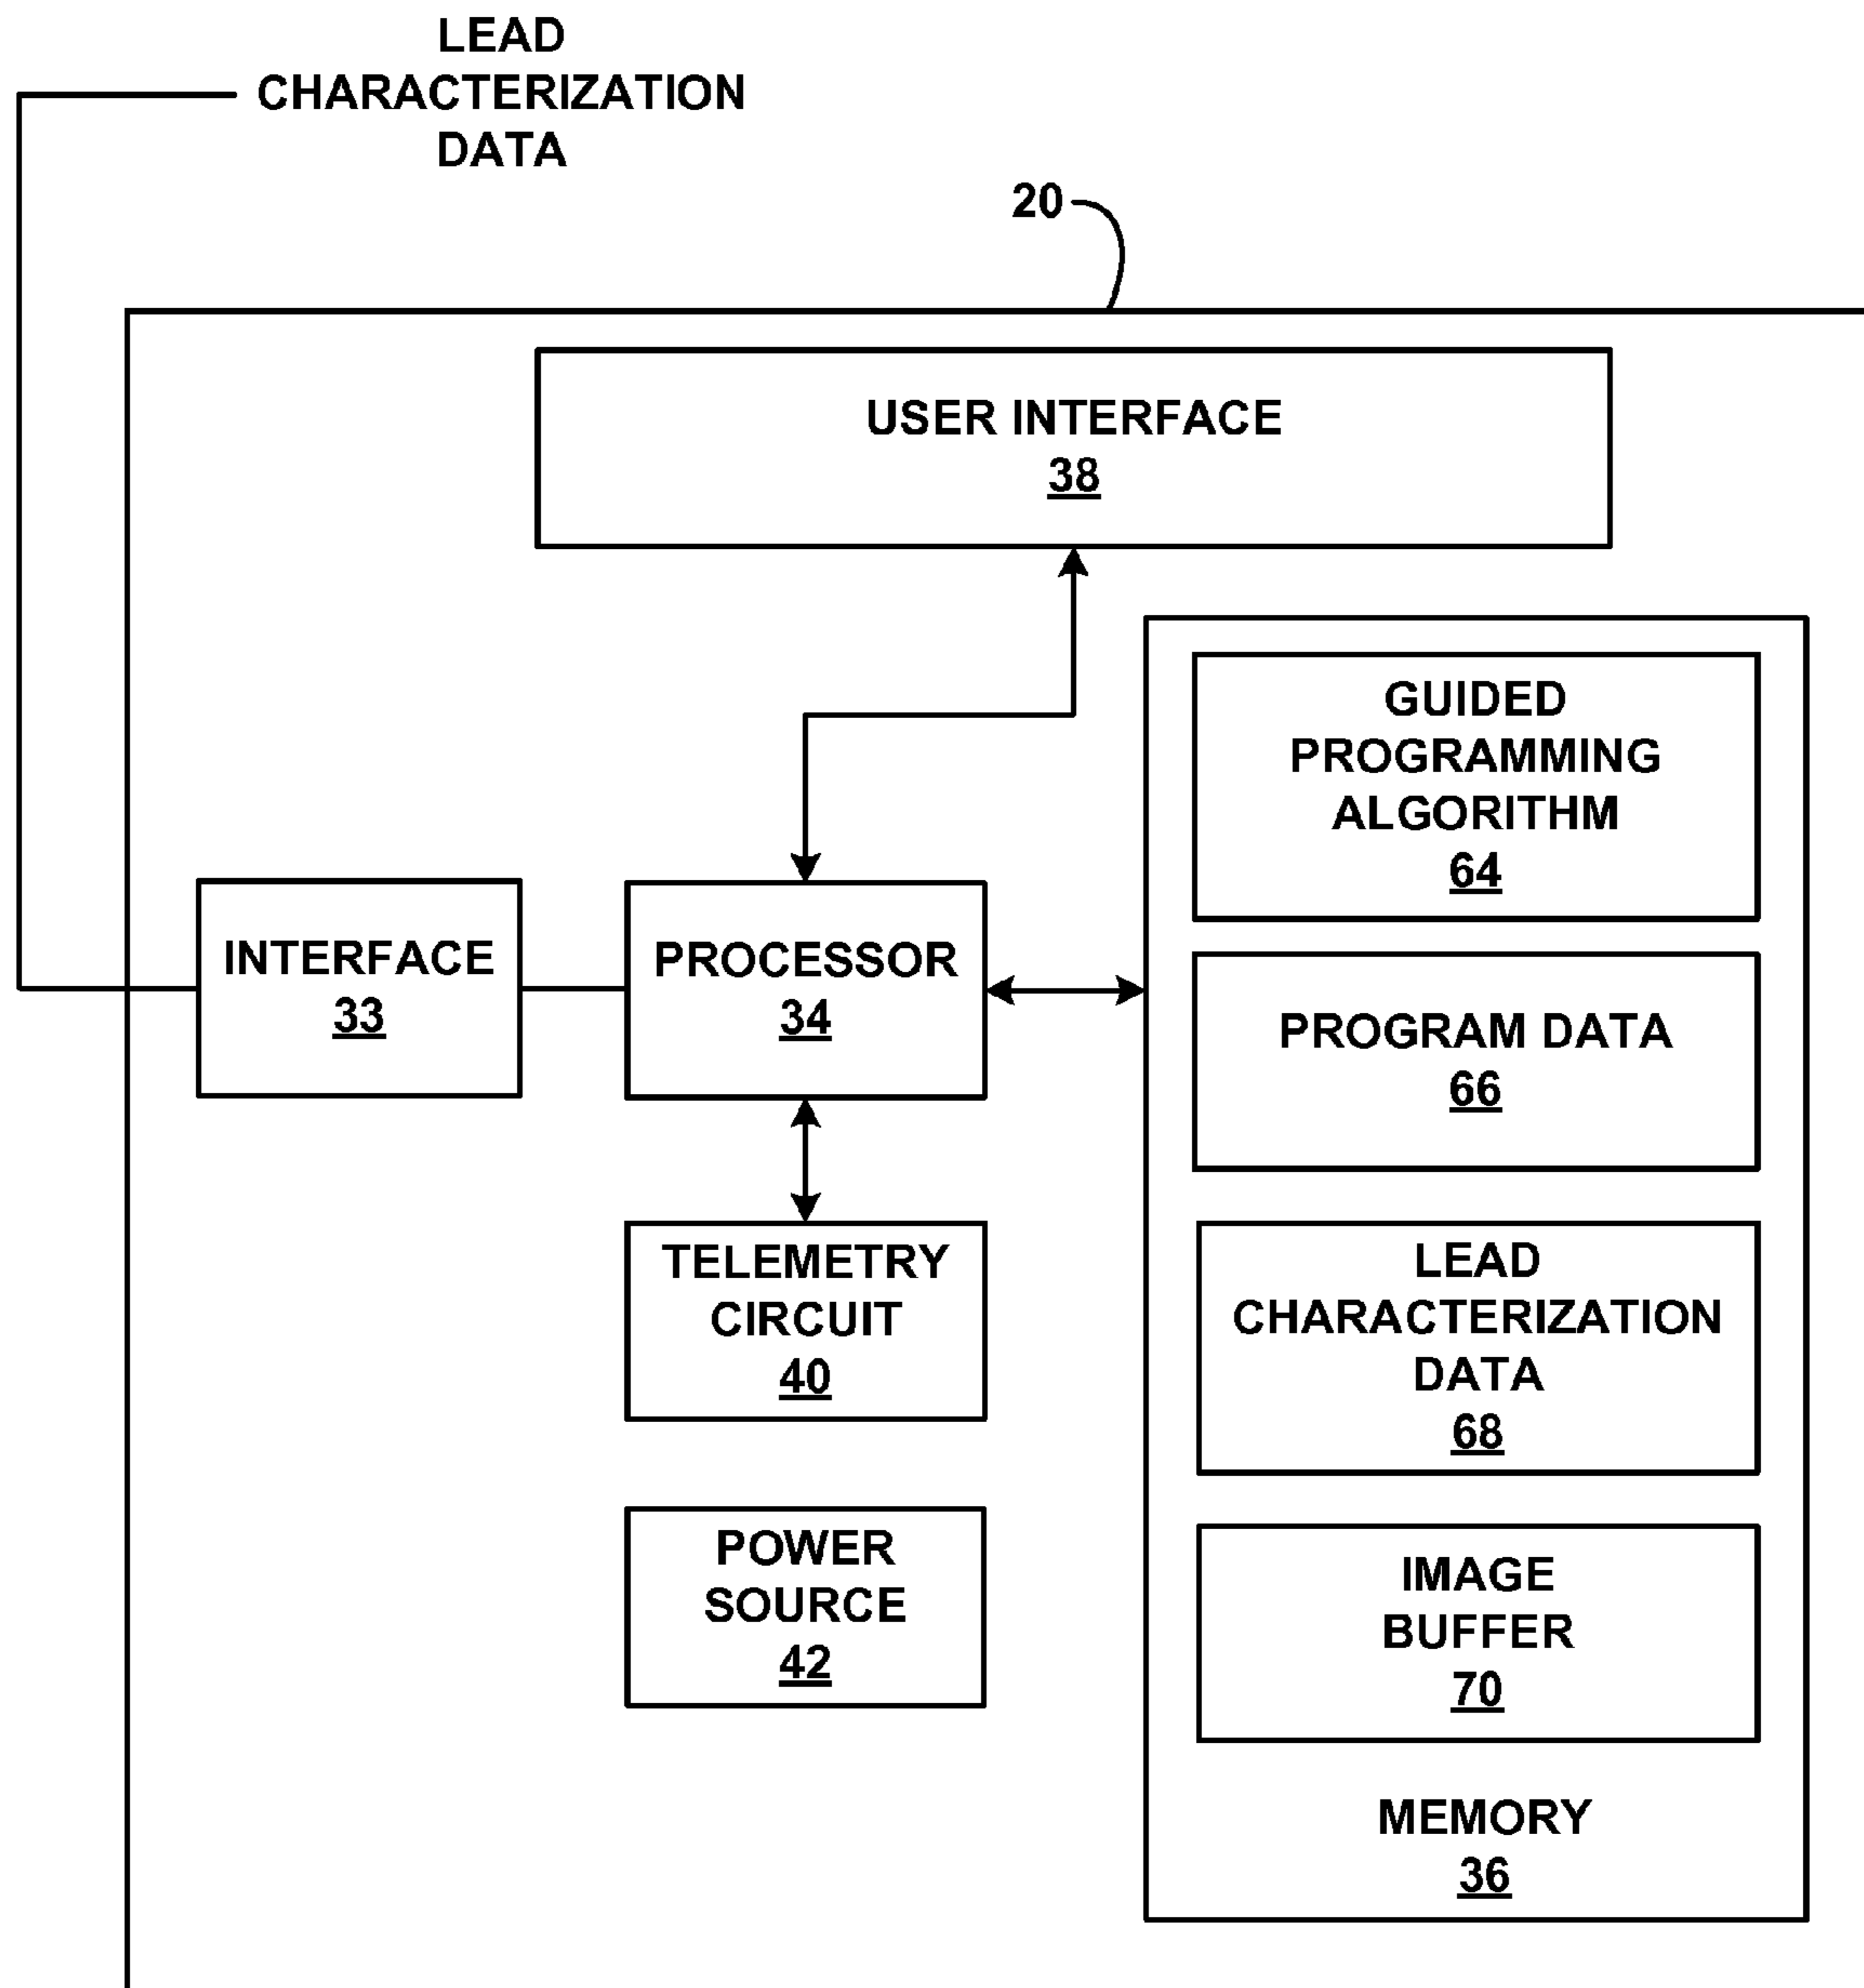 LEAD
CHARACTERIZATION
DATA
20
USER INTERFACE
38
GUIDED
PROGRAMMING
ALGORITHM
64
INTERFACE
33
PROCESSOR
34
PROGRAM DATA
66
TELEMETRY
CIRCUIT
40
LEAD
CHARACTERIZATION
DATA
68
POWER
SOURCE
42
IMAGE
BUFFER
70
MEMORY
36